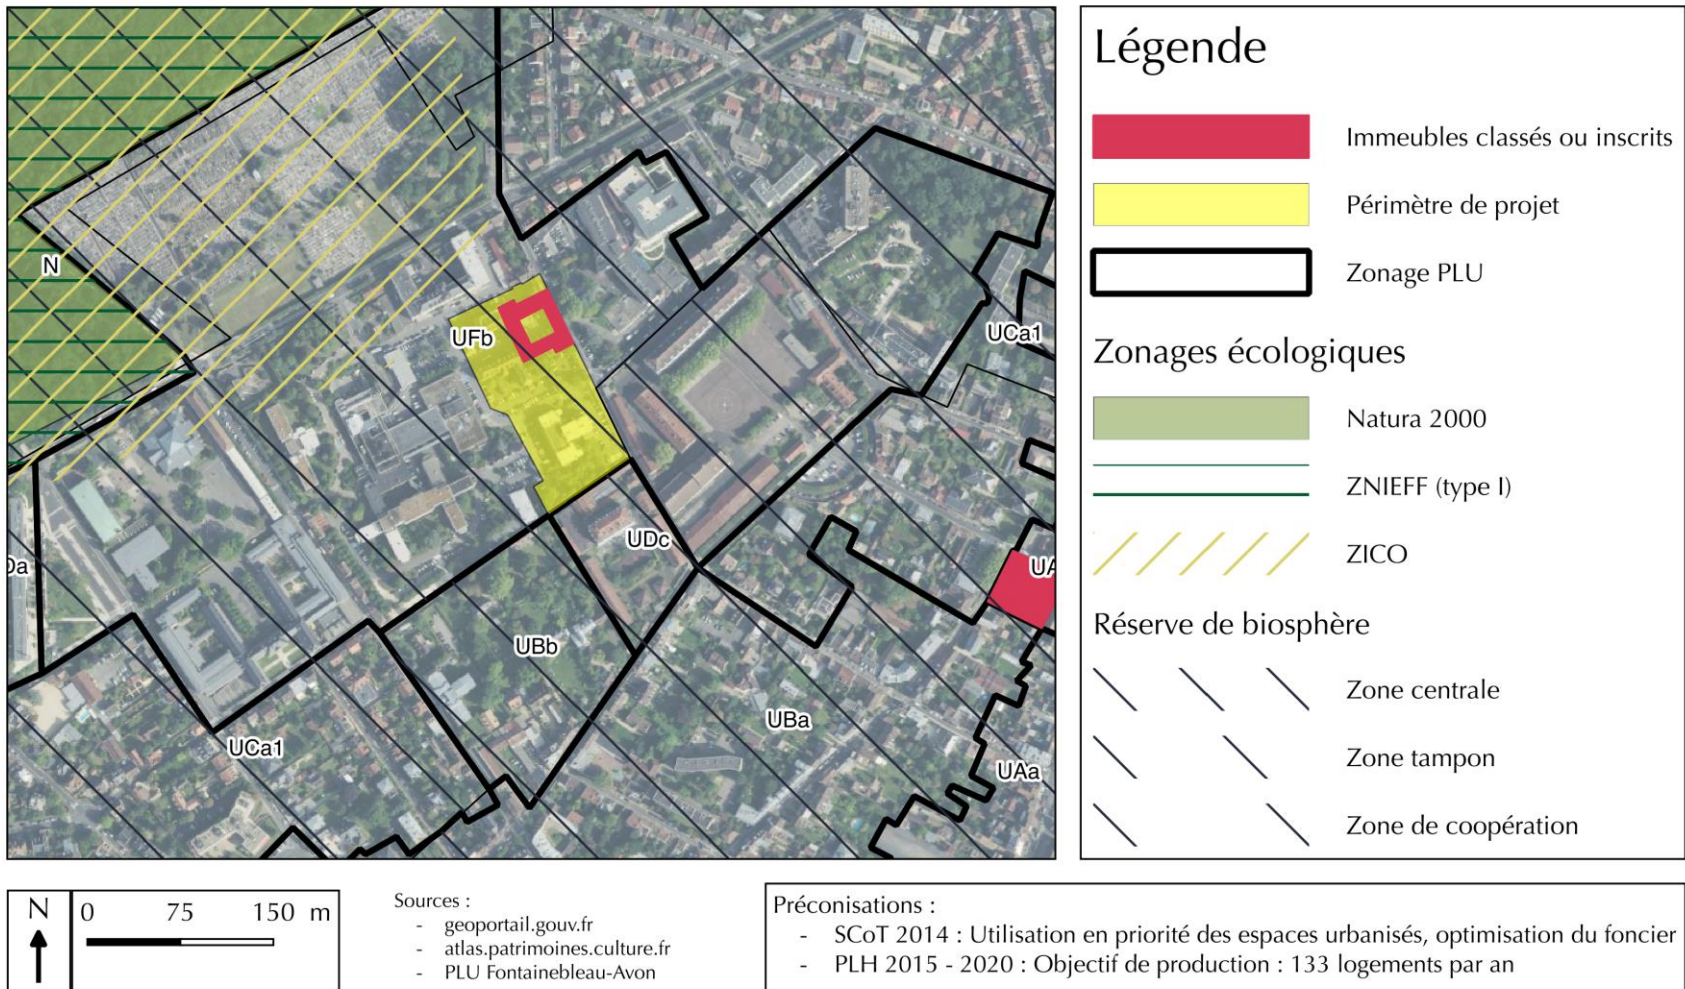 N
UFb
UCa1
Da
UDc
UA
UBb
UBa
UCa1
UAa
Légende
Immeubles classés ou inscrits
Périmètre de projet
Zonage PLU
Zonages écologiques
Natura 2000
ZNIEFF (type I)
ZICO
Réserve de biosphère
Zone centrale
Zone tampon
Zone de coopération
N
0 75 150 m
Sources :
- geoportail.gouv.fr
- atlas.patrimoines.culture.fr
- PLU Fontainebleau-Avon
Préconisations :
- SCoT 2014 : Utilisation en priorité des espaces urbanisés, optimisation du foncier
- PLH 2015 - 2020 : Objectif de production : 133 logements par an